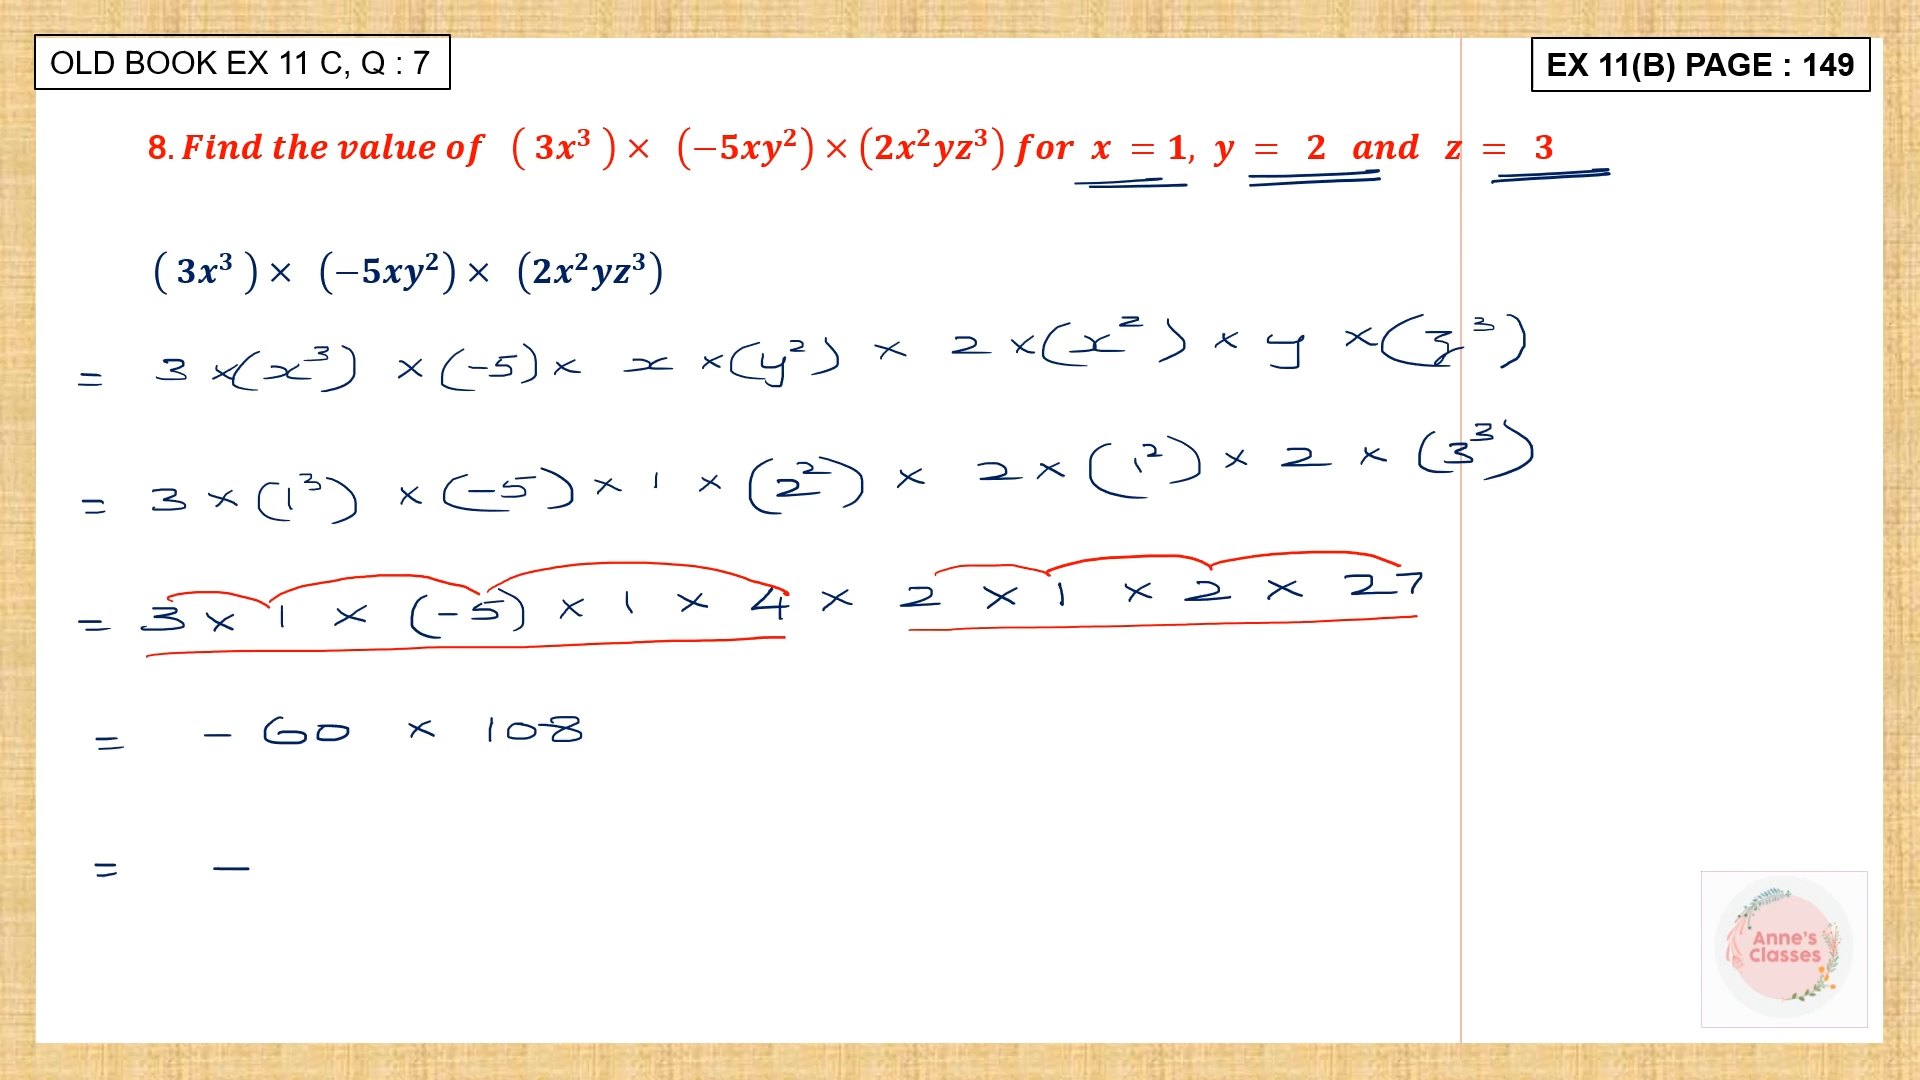 OLD BOOK EX 11 C, Q : 7
EX 11(B) PAGE : 149
8. Find the value of ( 3x³ ) × (−5xy²) × (2x²yz³) for x = 1, y = 2 and z = 3
( 3x³ ) × (−5xy²) × (2x²yz³)
= 3 × (x³) × (−5) × x × (y²) × 2 × (x²) × y × (z³)
= 3 × (1³) × (−5) × 1 × (2²) × 2 × (1²) × 2 × (3³)
= 3 × 1 × (−5) × 1 × 4 × 2 × 1 × 2 × 27
= − 60 × 108
= −
Anne's
Classes